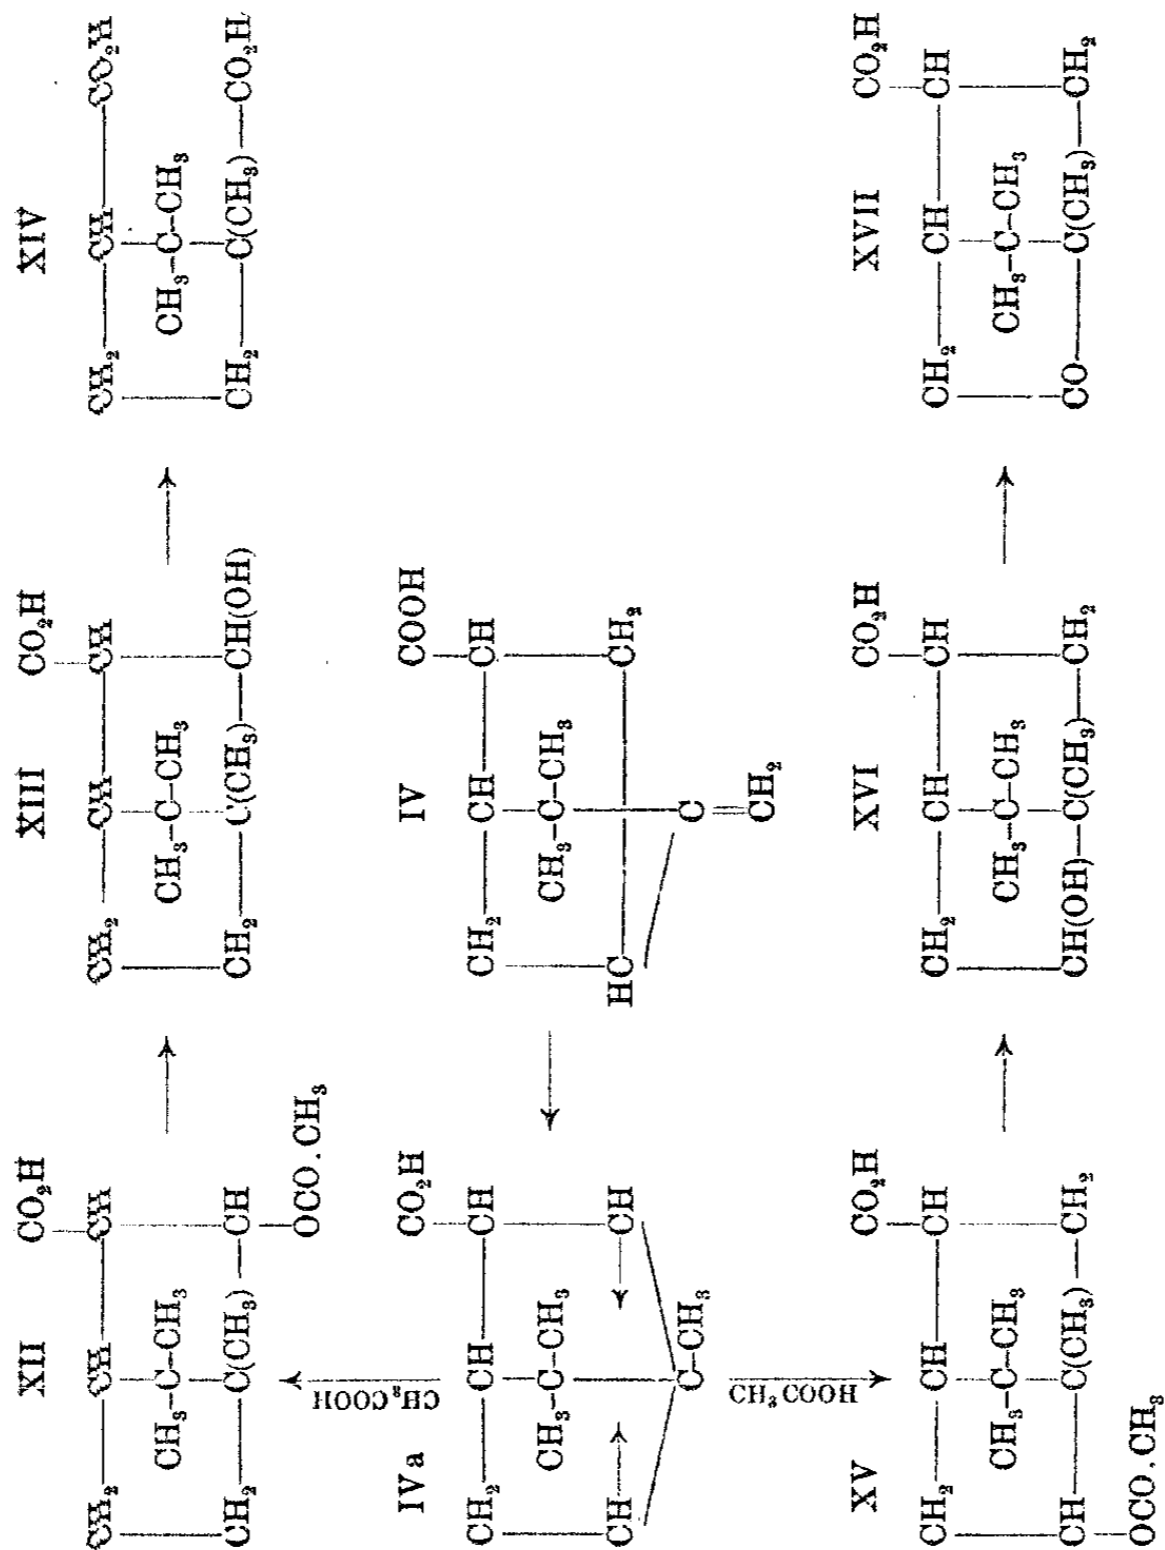 XII CO₂H XIII CO₂H XIV
CH₂—CH—CH CH₂—CH—CH CH₂—CH—CO₂H
CH₃–C–CH₃ → CH₃–C–CH₃ → CH₃–C–CH₃
CH₂—C(CH₃)—CH CH₂—C(CH₃)—CH(OH) CH₂—C(CH₃)—CO₂H
OCO.CH₃
CH₃COOH
IVa CO₂H IV COOH
CH₂—CH—CH CH₂—CH—CH
CH₃–C–CH₃ ← CH₃–C–CH₃
CH → ← CH HC—CH₂
C–CH₃ C=CH₂
CH₃COOH
XV CO₂H XVI CO₂H XVII CO₂H
CH₂—CH—CH CH₂—CH—CH CH₂—CH—CH
CH₃–C–CH₃ → CH₃–C–CH₃ → CH₃–C–CH₃
CH—C(CH₃)—CH₂ CH(OH)—C(CH₃)—CH₂ CO—C(CH₃)—CH₂
OCO.CH₃